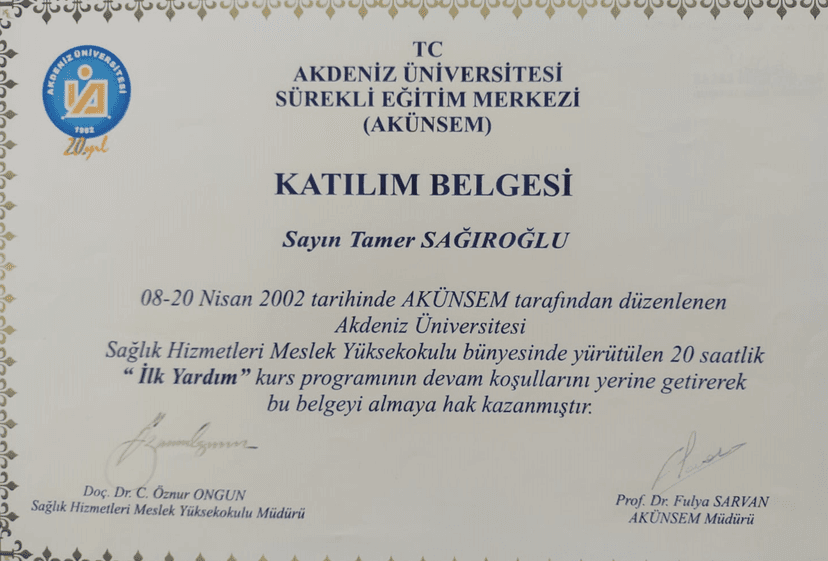 AKDENİZ ÜNİVERSİTESİ
1982
20.yıl
TC
AKDENİZ ÜNİVERSİTESİ
SÜREKLİ EĞİTİM MERKEZİ
(AKÜNSEM)
KATILIM BELGESİ
Sayın Tamer SAĞIROĞLU
08-20 Nisan 2002 tarihinde AKÜNSEM tarafından düzenlenen
Akdeniz Üniversitesi
Sağlık Hizmetleri Meslek Yüksekokulu bünyesinde yürütülen 20 saatlik
“ İlk Yardım” kurs programının devam koşullarını yerine getirerek
bu belgeyi almaya hak kazanmıştır.
Doç. Dr. C. Öznur ONGUN
Sağlık Hizmetleri Meslek Yüksekokulu Müdürü
Prof. Dr. Fulya SARVAN
AKÜNSEM Müdürü